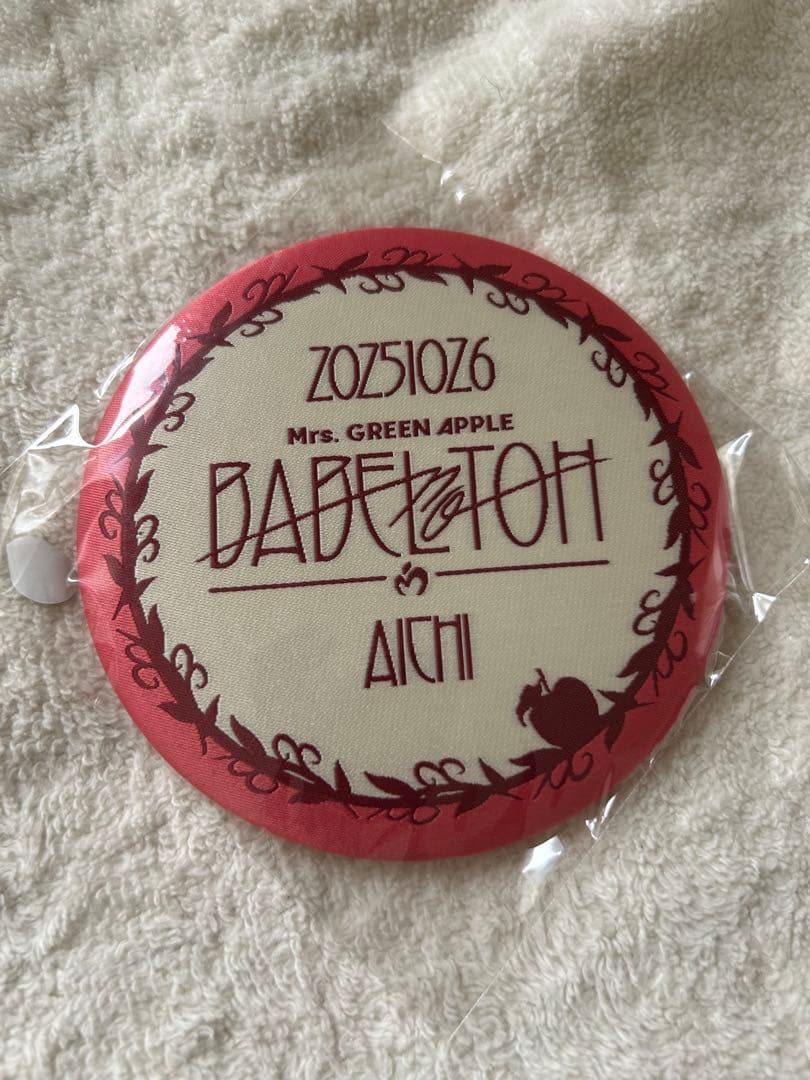 20251026
Mrs. GREEN APPLE
BABEL no TOH
AICHI